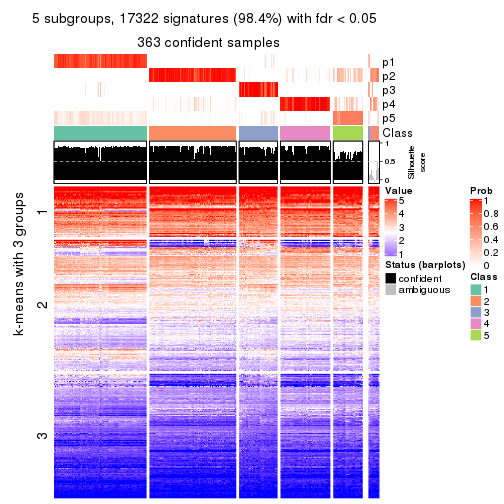 5 subgroups, 17322 signatures (98.4%) with fdr < 0.05
363 confident samples
p1
p2
p3
p4
p5
Class
1
0.5
0
Silhouette
score
k-means with 3 groups
1
2
3
Value
5
4
3
2
1
Status (barplots)
confident
ambiguous
Prob
1
0.8
0.6
0.4
0.2
0
Class
1
2
3
4
5